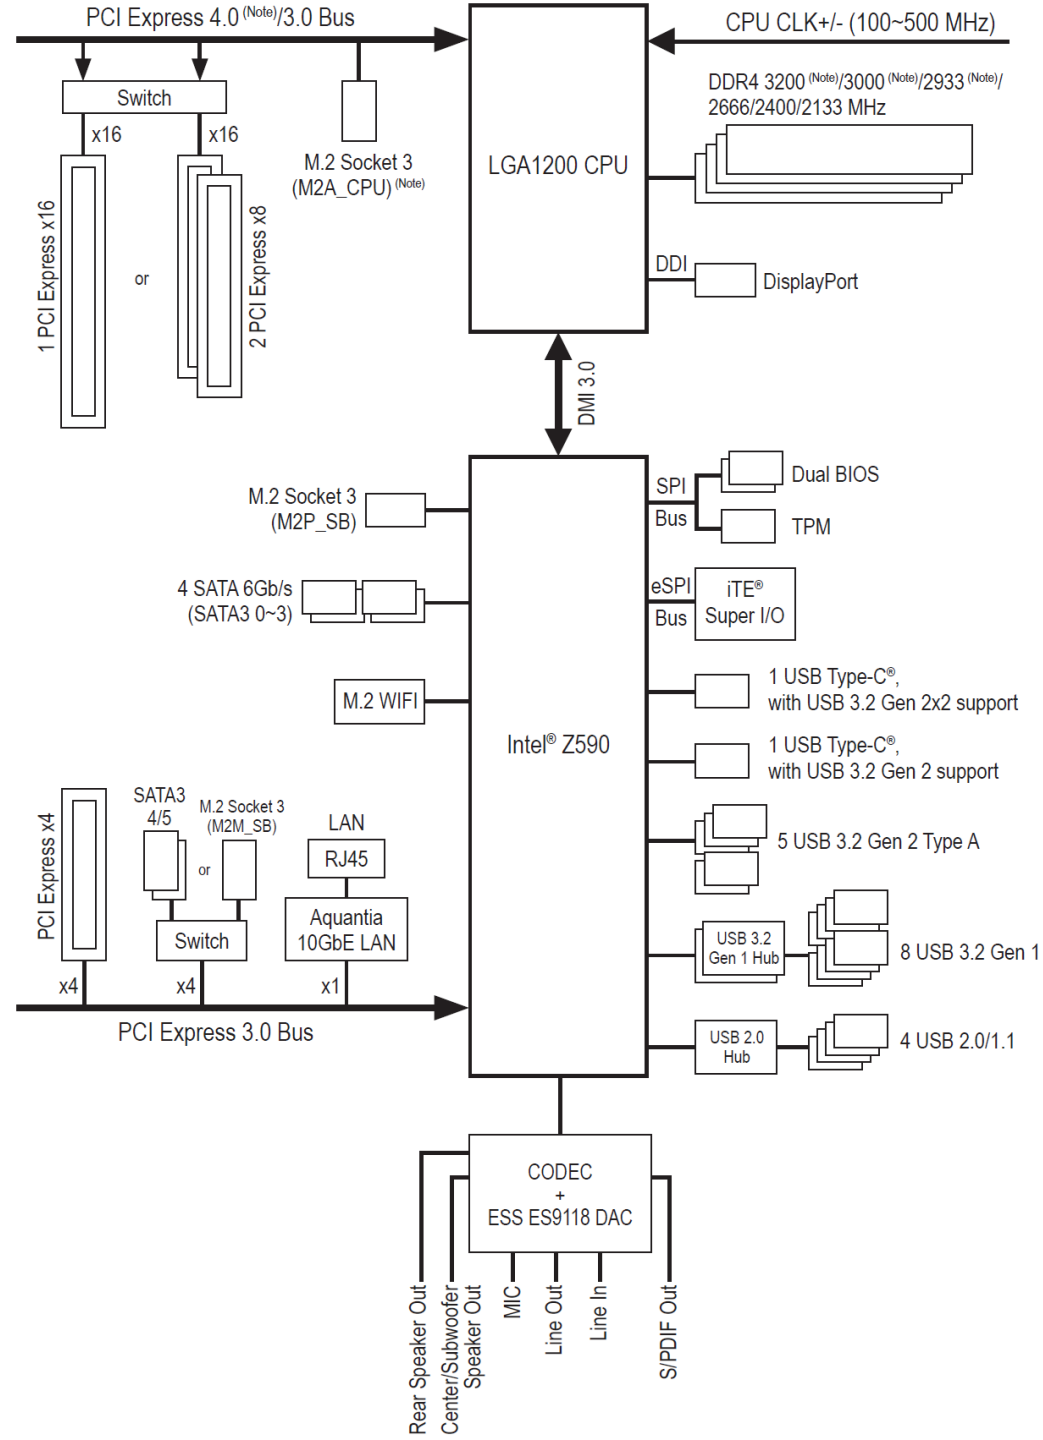 PCI Express 4.0 (Note)/3.0 Bus
CPU CLK+/- (100~500 MHz)
Switch
x16
x16
1 PCI Express x16
or
2 PCI Express x8
M.2 Socket 3
(M2A_CPU) (Note)
LGA1200 CPU
DDR4 3200 (Note)/3000 (Note)/2933 (Note)/
2666/2400/2133 MHz
DDI
DisplayPort
DMI 3.0
M.2 Socket 3
(M2P_SB)
4 SATA 6Gb/s
(SATA3 0~3)
M.2 WIFI
Intel® Z590
SPI
Bus
Dual BIOS
TPM
eSPI
Bus
iTE®
Super I/O
1 USB Type-C®,
with USB 3.2 Gen 2x2 support
1 USB Type-C®,
with USB 3.2 Gen 2 support
5 USB 3.2 Gen 2 Type A
USB 3.2
Gen 1 Hub
8 USB 3.2 Gen 1
USB 2.0
Hub
4 USB 2.0/1.1
PCI Express x4
x4
SATA3
4/5
or
M.2 Socket 3
(M2M_SB)
Switch
x4
LAN
RJ45
Aquantia
10GbE LAN
x1
PCI Express 3.0 Bus
CODEC
+
ESS ES9118 DAC
Rear Speaker Out
Center/Subwoofer
Speaker Out
MIC
Line Out
Line In
S/PDIF Out